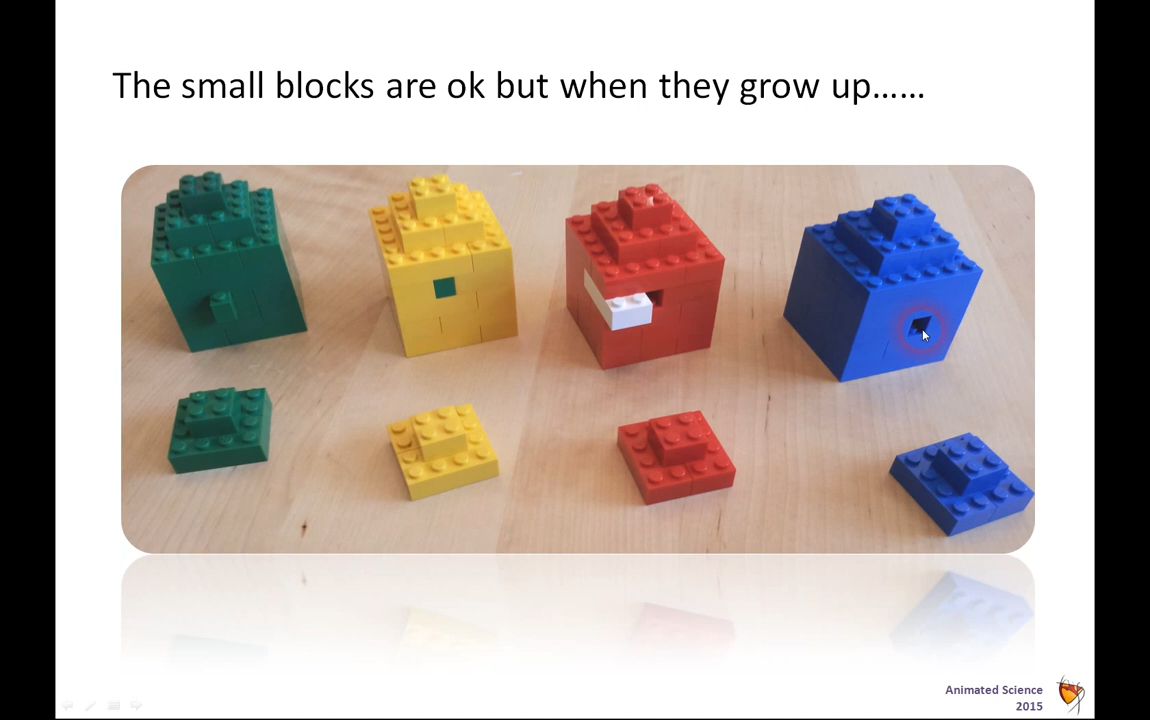 The small blocks are ok but when they grow up……
Animated Science
2015